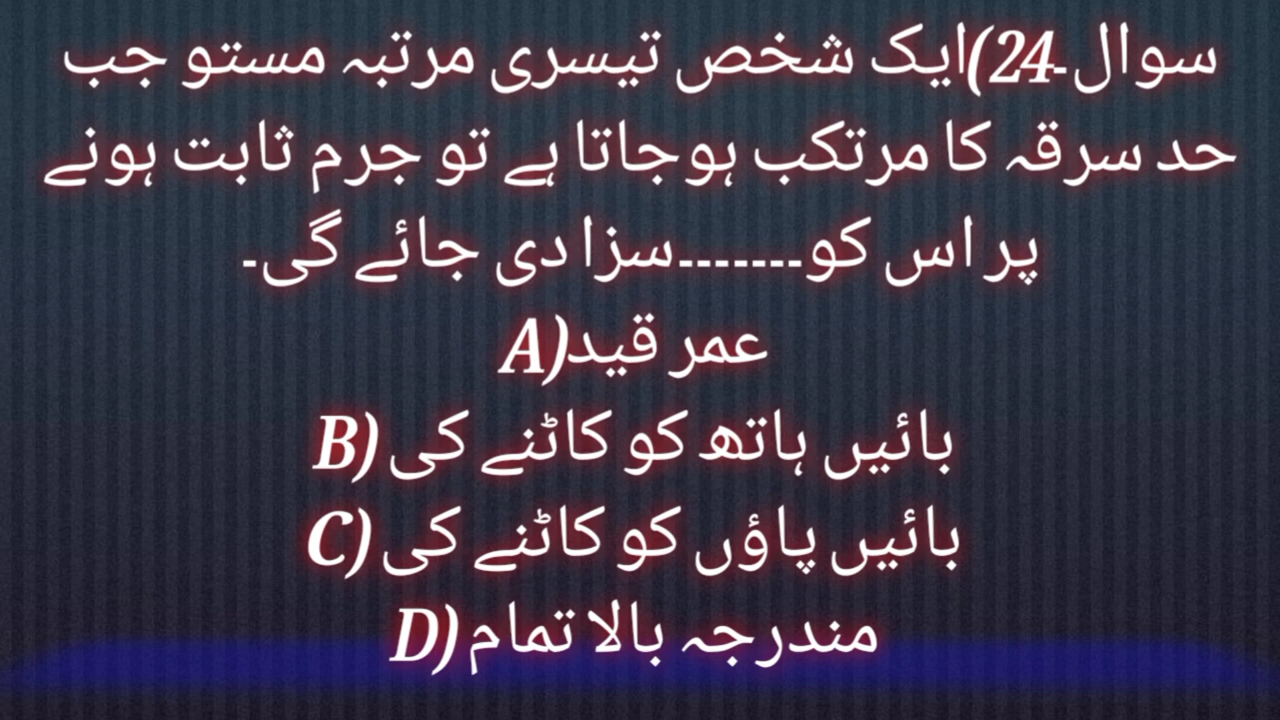 سوال۔24)ایک شخص تیسری مرتبہ مستو جب
حد سرقہ کا مرتکب ہوجاتا ہے تو جرم ثابت ہونے
پر اس کو۔۔۔۔۔۔۔سزا دی جائے گی۔
عمر قید(A
بائیں ہاتھ کو کاٹنے کی (B
بائیں پاؤں کو کاٹنے کی (C
مندرجہ بالا تمام (D